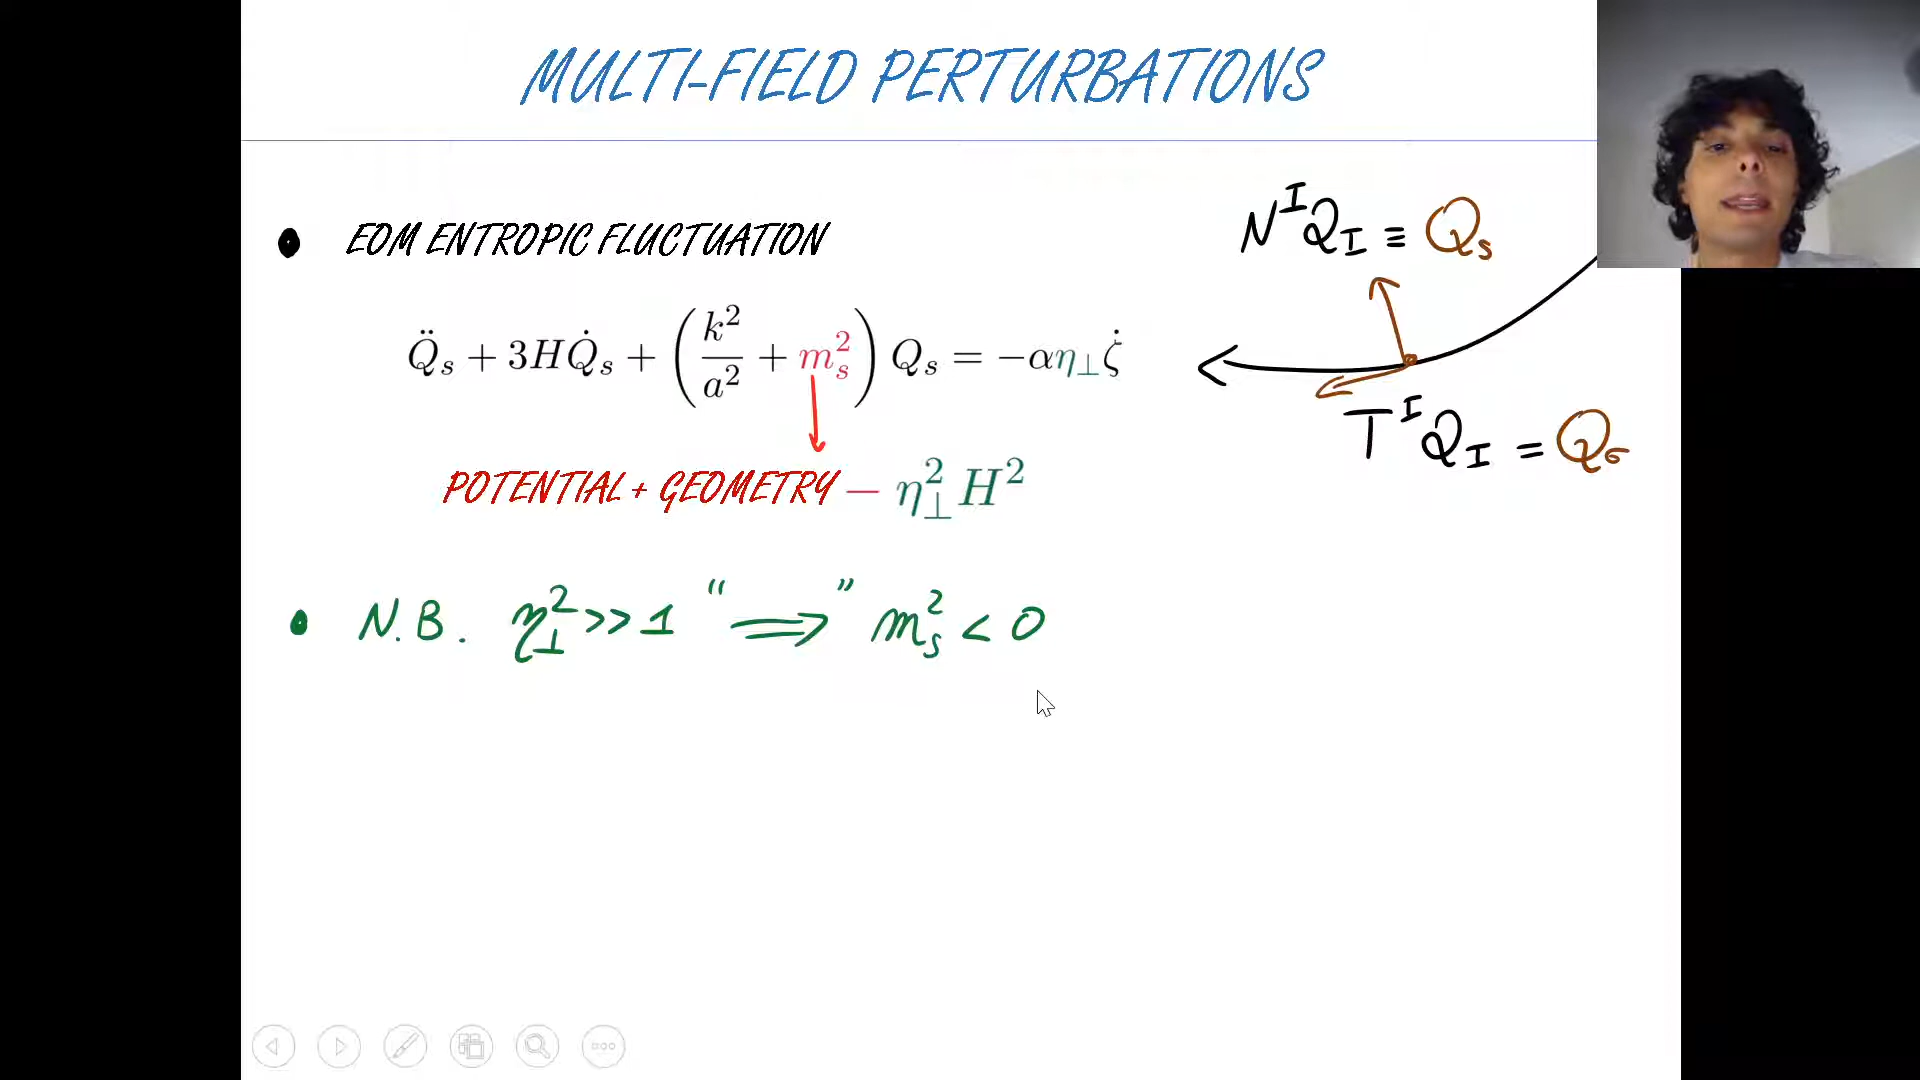 MULTI-FIELD PERTURBATIONS
• EOM ENTROPIC FLUCTUATION
N^I Q_I ≡ Q_s
Q̈_s + 3HQ̇_s + (k²/a² + m_s²) Q_s = −αη_⊥ζ̇
T^I Q_I = Q_σ
POTENTIAL + GEOMETRY − η_⊥² H²
• N.B. η_⊥² >> 1 "⟹" m_s² < 0